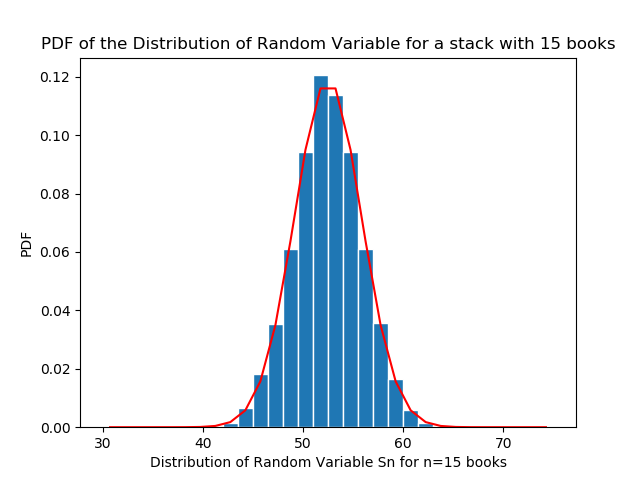 PDF of the Distribution of Random Variable for a stack with 15 books
0.12
0.10
0.08
0.06
0.04
0.02
0.00
PDF
30 40 50 60 70
Distribution of Random Variable Sn for n=15 books